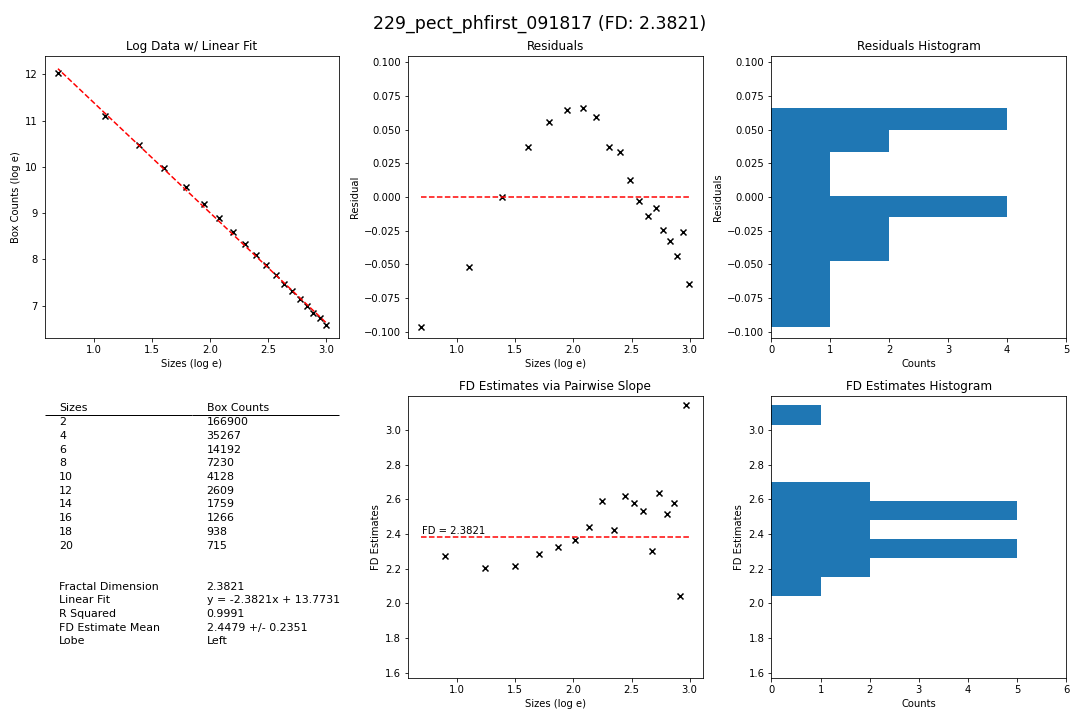 229_pect_phfirst_091817 (FD: 2.3821)
Log Data w/ Linear Fit
12
11
10
9
8
7
Box Counts (log e)
1.0 1.5 2.0 2.5 3.0
Sizes (log e)
Residuals
0.100
0.075
0.050
0.025
0.000
−0.025
−0.050
−0.075
−0.100
Residual
1.0 1.5 2.0 2.5 3.0
Sizes (log e)
Residuals Histogram
0.100
0.075
0.050
0.025
0.000
−0.025
−0.050
−0.075
−0.100
Residuals
0 1 2 3 4 5
Counts
Sizes Box Counts
2 166900
4 35267
6 14192
8 7230
10 4128
12 2609
14 1759
16 1266
18 938
20 715
Fractal Dimension 2.3821
Linear Fit y = -2.3821x + 13.7731
R Squared 0.9991
FD Estimate Mean 2.4479 +/- 0.2351
Lobe Left
FD Estimates via Pairwise Slope
3.0
2.8
2.6
2.4
2.2
2.0
1.8
1.6
FD Estimates
FD = 2.3821
1.0 1.5 2.0 2.5 3.0
Sizes (log e)
FD Estimates Histogram
3.0
2.8
2.6
2.4
2.2
2.0
1.8
1.6
FD Estimates
0 1 2 3 4 5 6
Counts